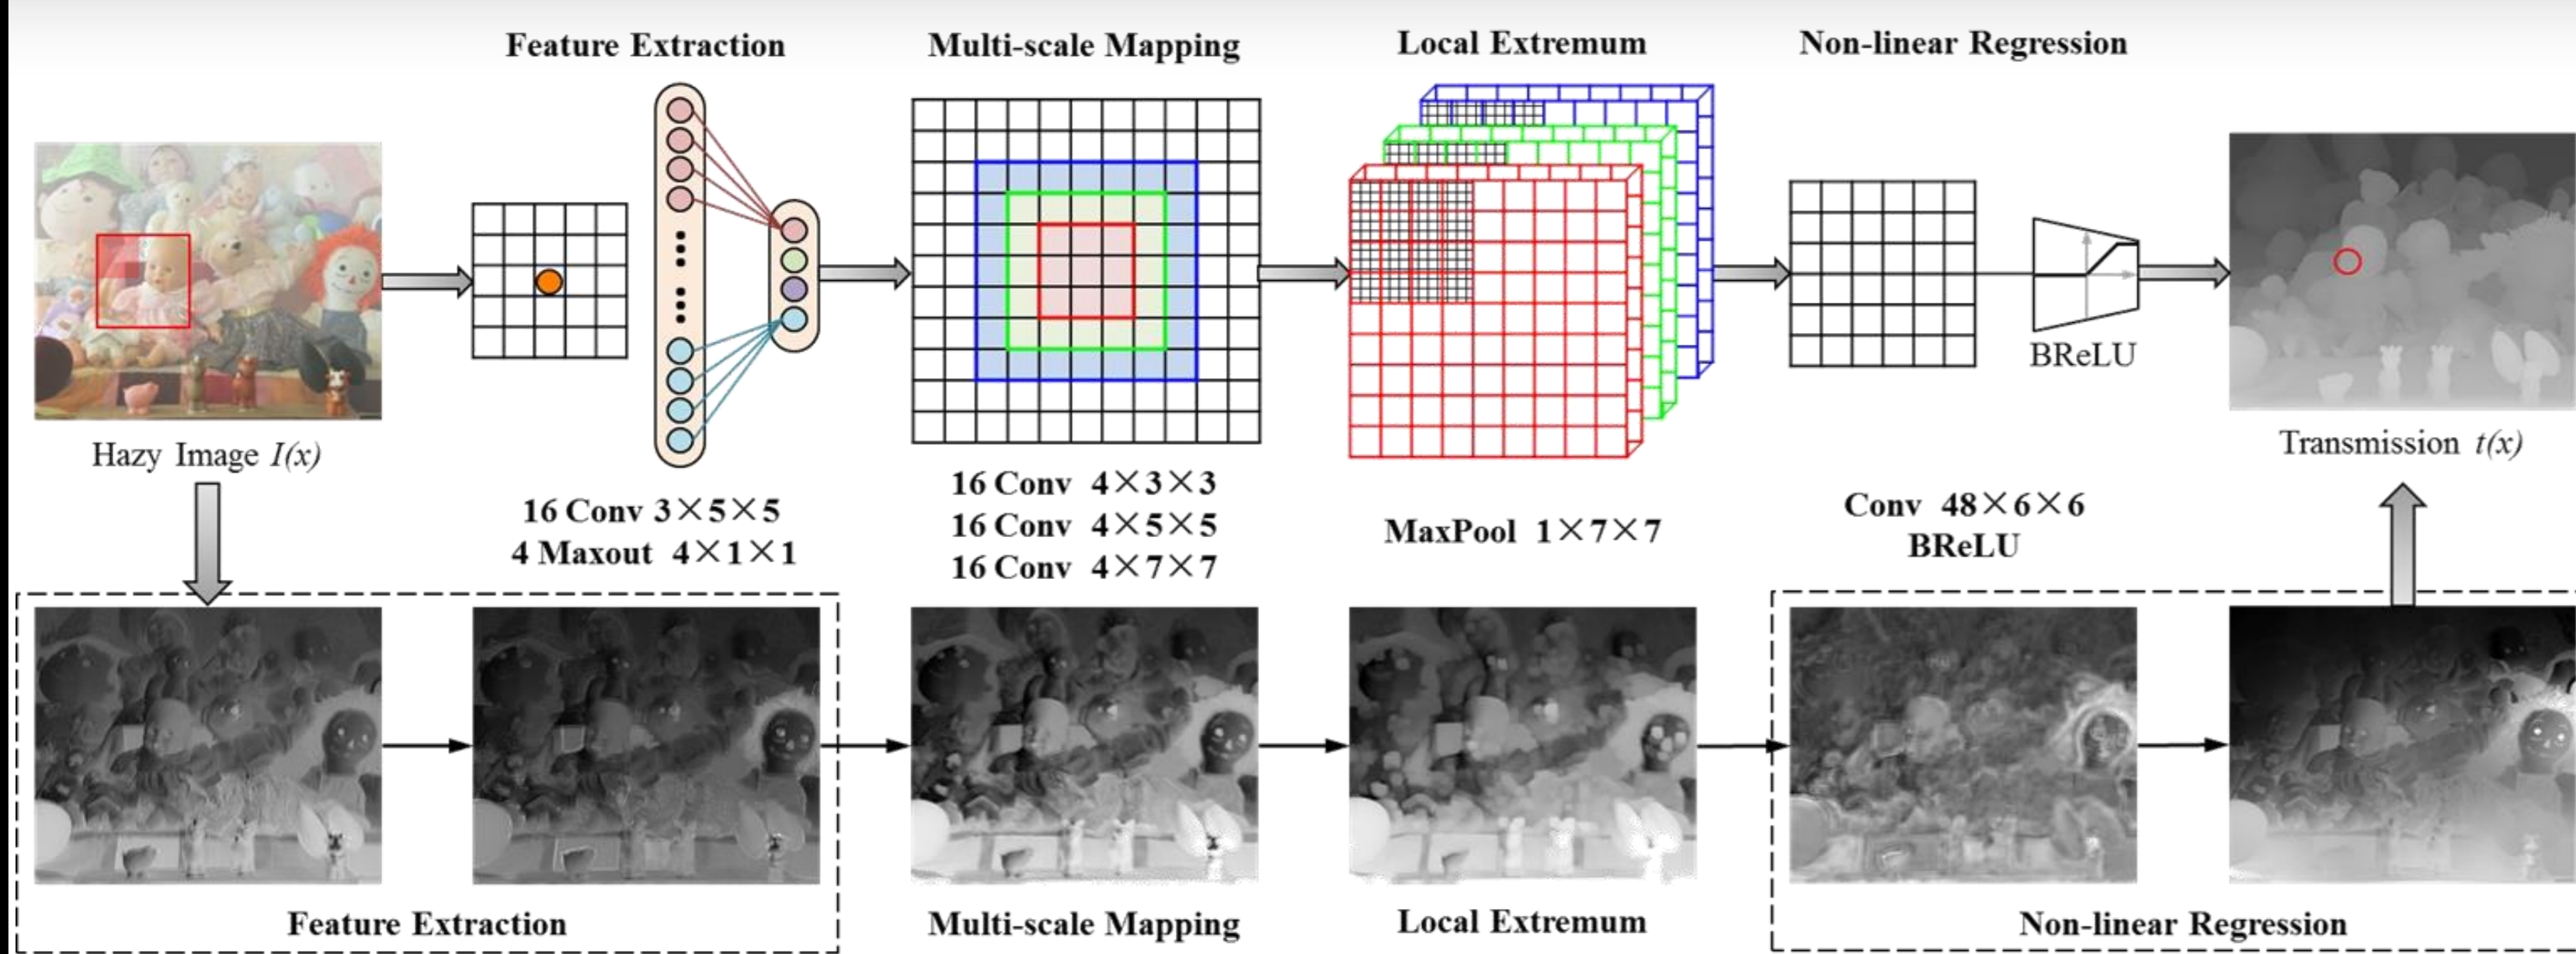 Feature Extraction
Multi-scale Mapping
Local Extremum
Non-linear Regression
BReLU
Hazy Image I(x)
Transmission t(x)
16 Conv 3×5×5
4 Maxout 4×1×1
16 Conv 4×3×3
16 Conv 4×5×5
16 Conv 4×7×7
MaxPool 1×7×7
Conv 48×6×6
BReLU
Feature Extraction
Multi-scale Mapping
Local Extremum
Non-linear Regression